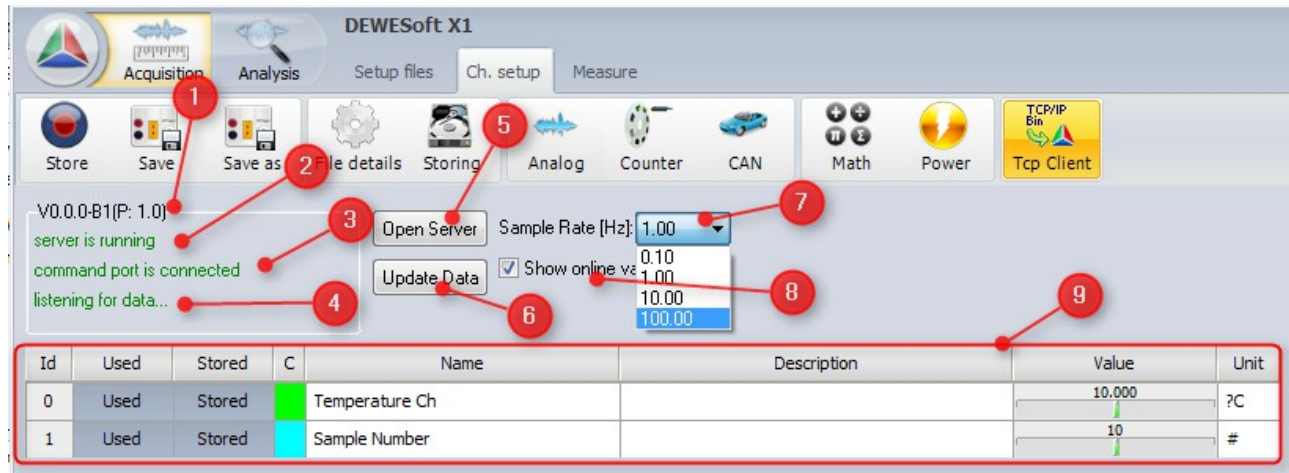 DEWESoft X1
Acquisition
Analysis
Setup files
Ch. setup
Measure
1
Store
Save
Save as
2
File details
Storing
5
Analog
Counter
CAN
Math
Power
TCP/IP
Bin
Tcp Client
V0.0.0-B1(P: 1.0)
server is running
command port is connected
listening for data...
3
4
Open Server
Update Data
6
Sample Rate [Hz]: 1.00
7
Show online va
8
0.10
1.00
10.00
100.00
9
Id Used Stored C Name Description Value Unit
0 Used Stored Temperature Ch 10.000 ?C
1 Used Stored Sample Number 10 #